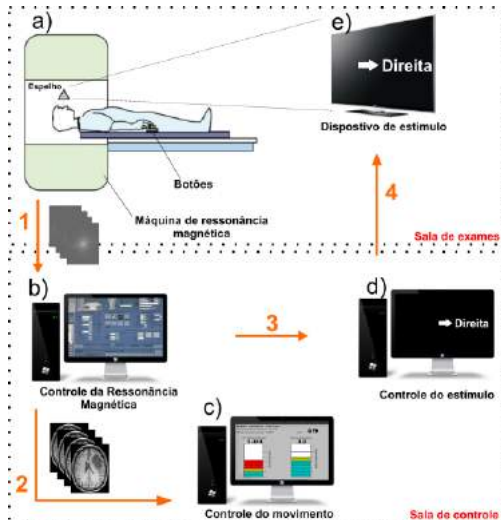 a)
e)
Espelho
Direita
Dispostivo de estímulo
Botões
Máquina de ressonância
magnética
1
4
Sala de exames
b)
d)
3
Direita
Controle da Ressonância
Magnética
Controle do estímulo
c)
2
Controle do movimento
Sala de controle